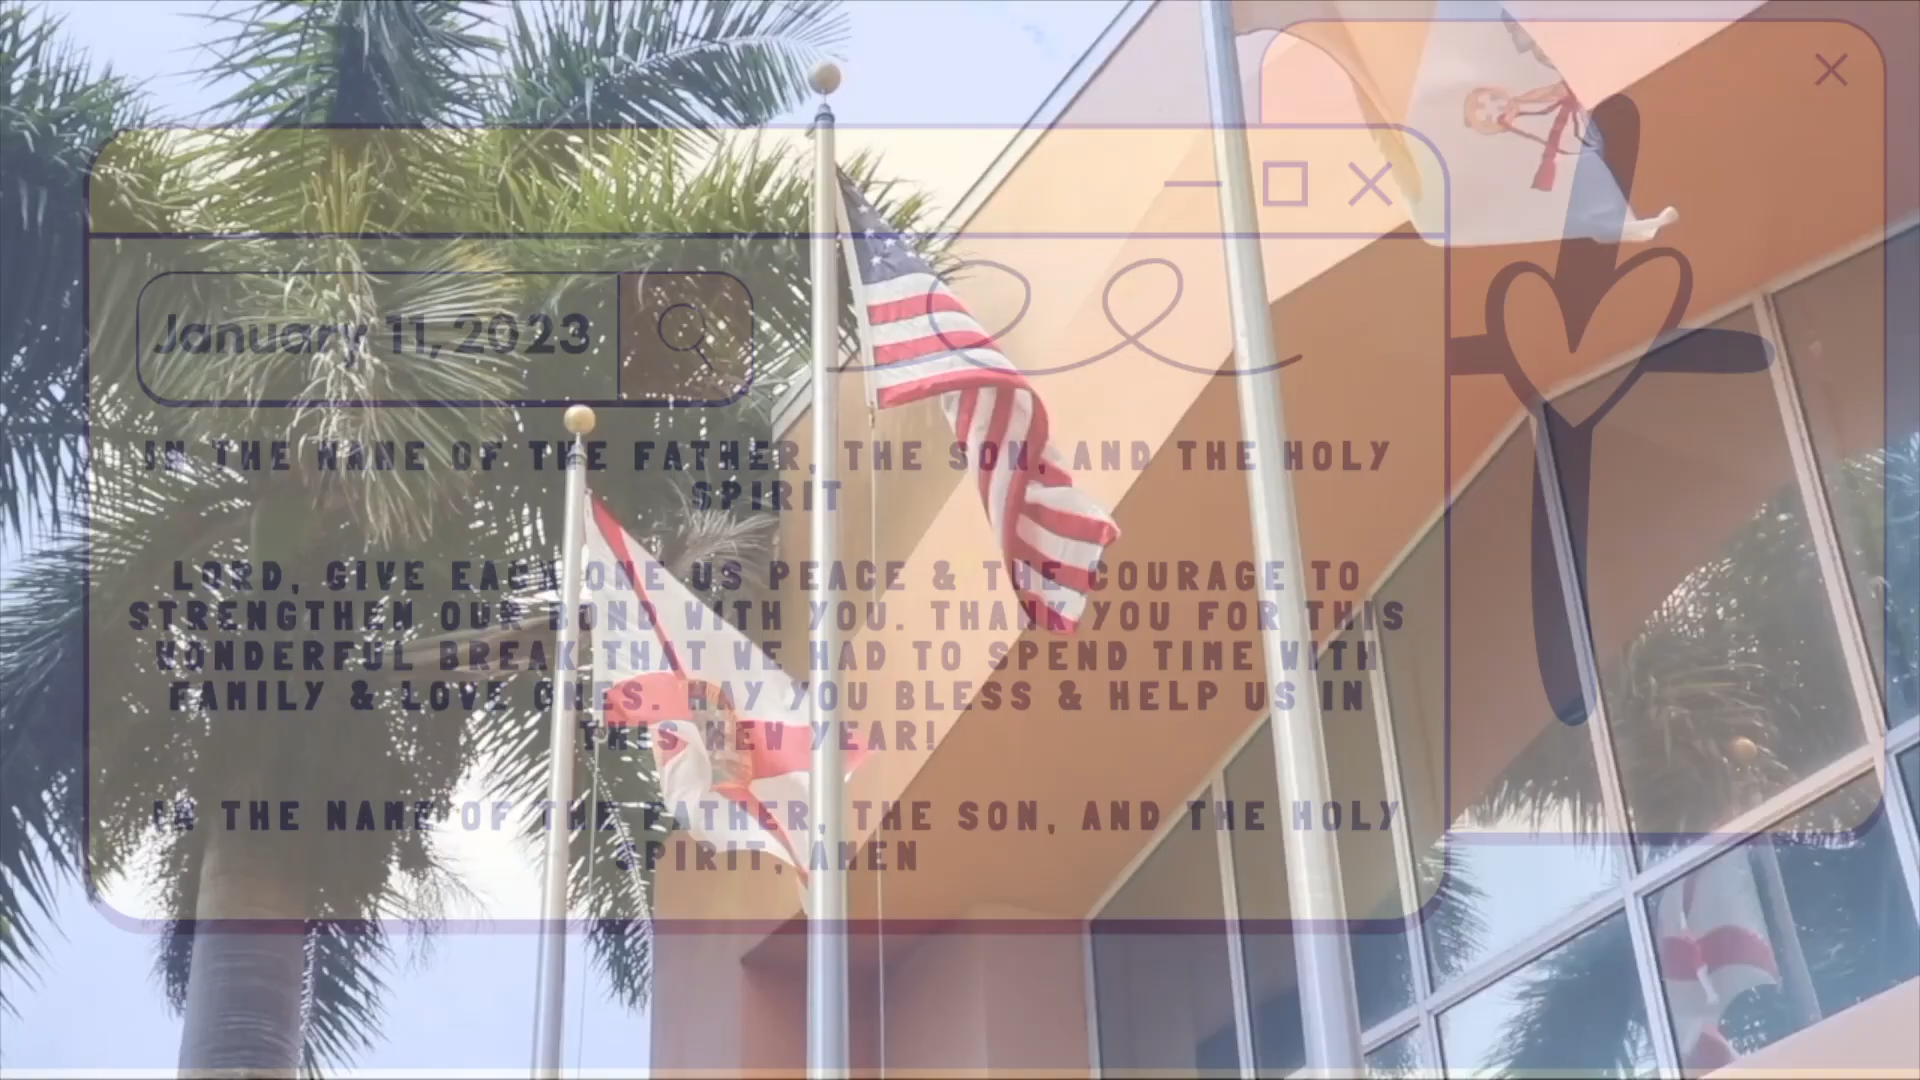 January 11, 2023
IN THE NAME OF THE FATHER, THE SON, AND THE HOLY
SPIRIT
LORD, GIVE EACH ONE US PEACE & THE COURAGE TO
STRENGTHEN OUR BOND WITH YOU. THANK YOU FOR THIS
WONDERFUL BREAK THAT WE HAD TO SPEND TIME WITH
FAMILY & LOVE ONES. MAY YOU BLESS & HELP US IN
THIS NEW YEAR!
IN THE NAME OF THE FATHER, THE SON, AND THE HOLY
SPIRIT, AMEN